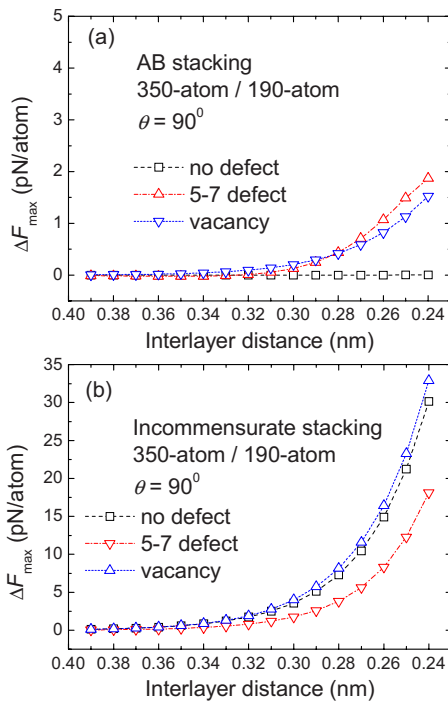 (a)
AB stacking
350-atom / 190-atom
θ = 90⁰
no defect
5-7 defect
vacancy
ΔFmax (pN/atom)
5
4
3
2
1
0
0.40 0.38 0.36 0.34 0.32 0.30 0.28 0.26 0.24
Interlayer distance (nm)
(b)
Incommensurate stacking
350-atom / 190-atom
θ = 90⁰
no defect
5-7 defect
vacancy
ΔFmax (pN/atom)
35
30
25
20
15
10
5
0
0.40 0.38 0.36 0.34 0.32 0.30 0.28 0.26 0.24
Interlayer distance (nm)